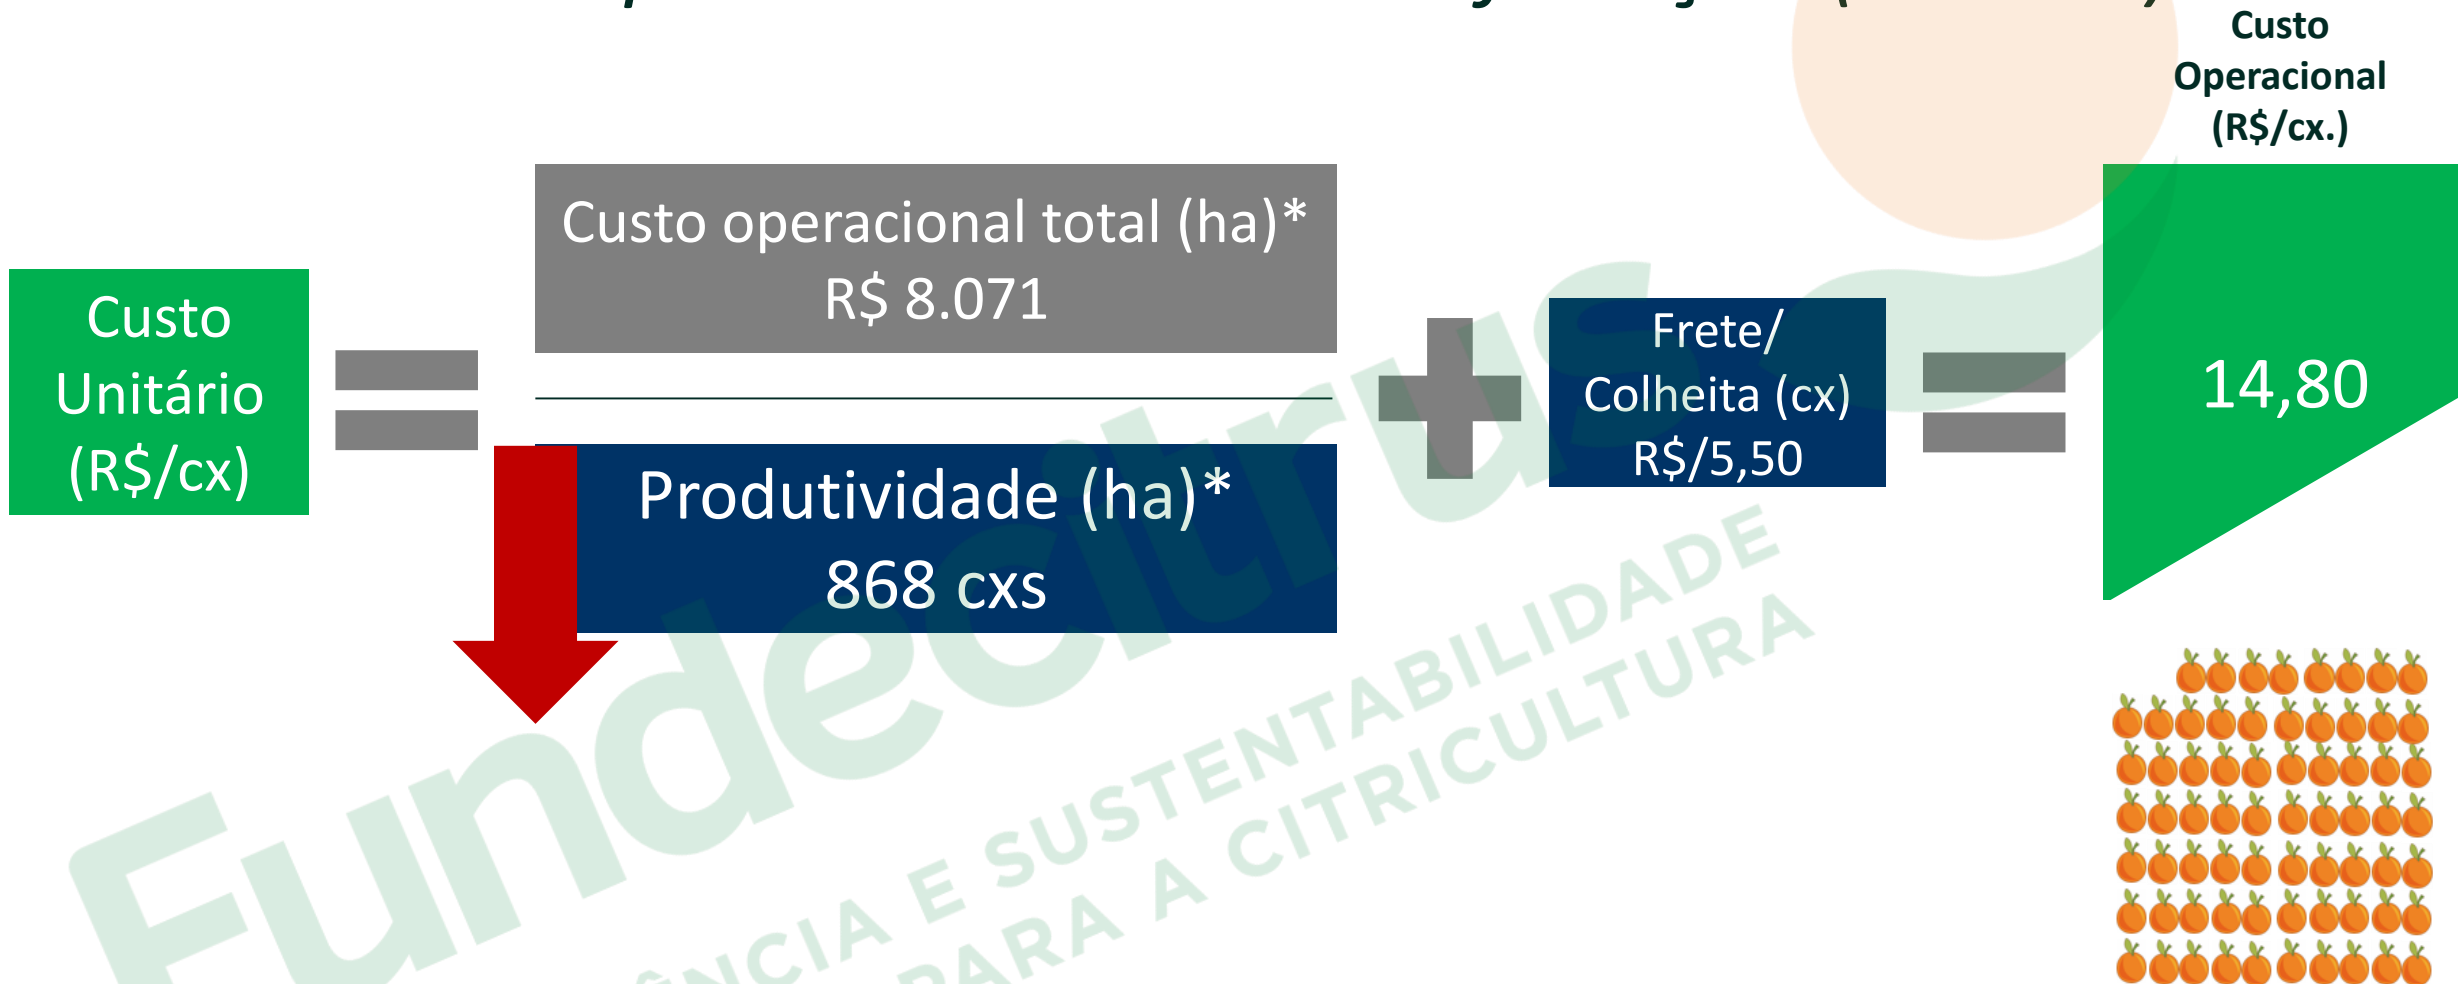 Custo
Operacional
(R$/cx.)
Custo operacional total (ha)*
R$ 8.071
Custo
Unitário
(R$/cx)
Frete/
Colheita (cx)
R$/5,50
14,80
Produtividade (ha)*
868 cxs
Fundecitrus
E SUSTENTABILIDADE
PARA A CITRICULTURA